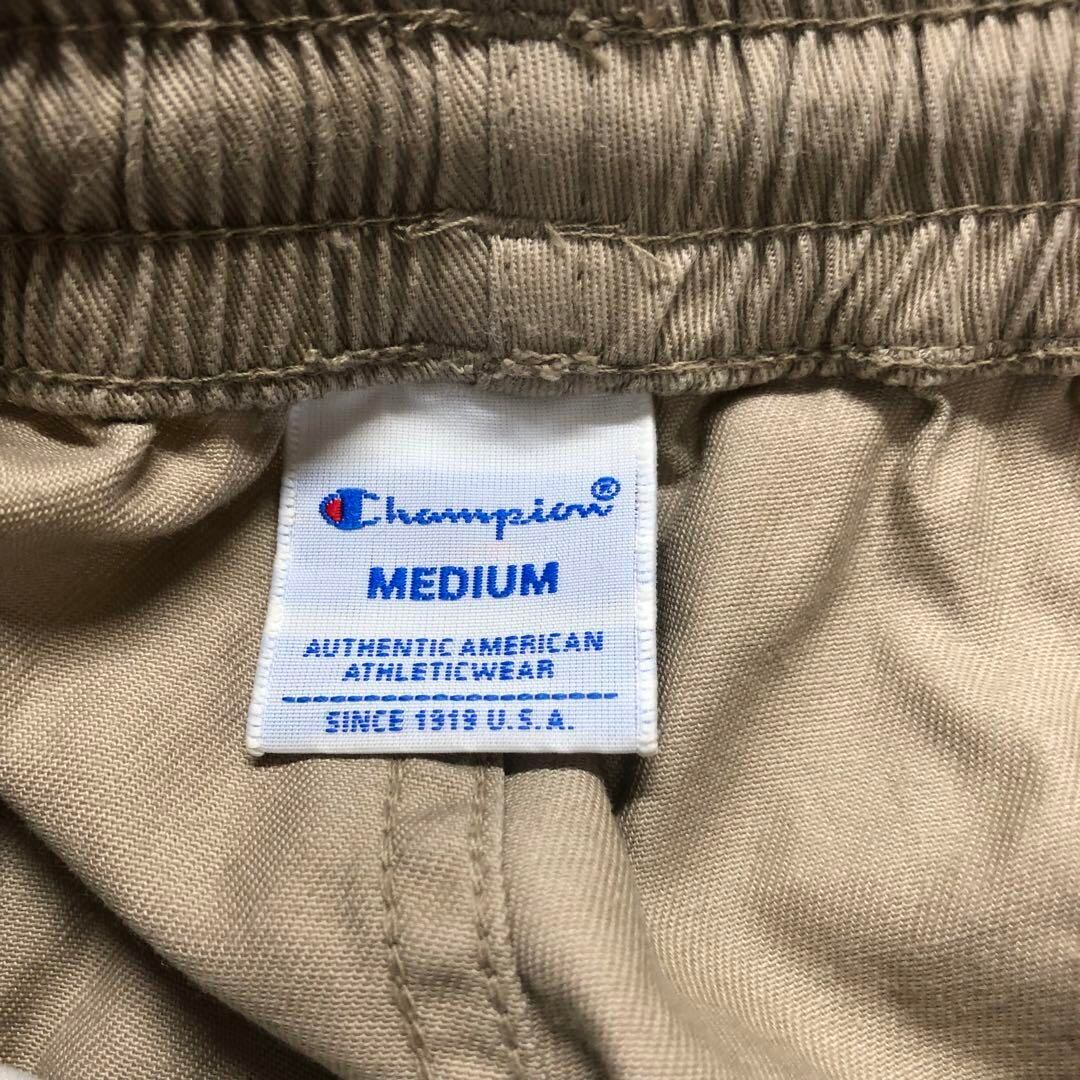 Champion®
MEDIUM
AUTHENTIC AMERICAN
ATHLETICWEAR
SINCE 1919 U.S.A.